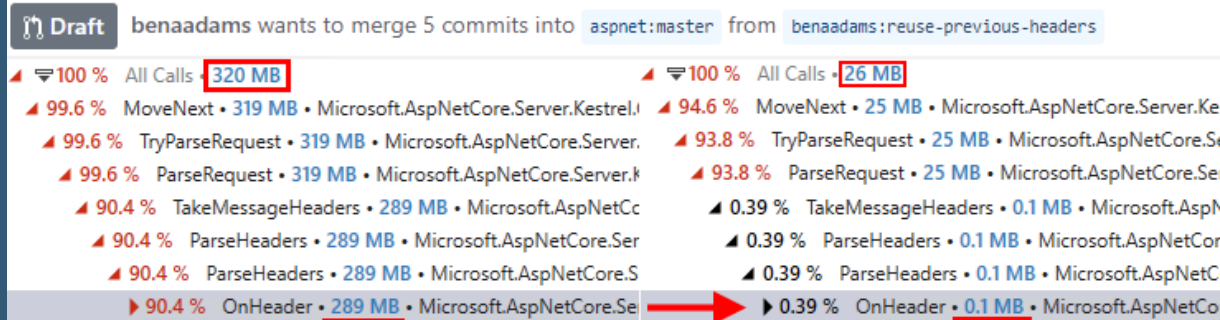 Draft benaadams wants to merge 5 commits into aspnet:master from benaadams:reuse-previous-headers
100 % All Calls • 320 MB
99.6 % MoveNext • 319 MB • Microsoft.AspNetCore.Server.Kestrel.
99.6 % TryParseRequest • 319 MB • Microsoft.AspNetCore.Server.
99.6 % ParseRequest • 319 MB • Microsoft.AspNetCore.Server.
90.4 % TakeMessageHeaders • 289 MB • Microsoft.AspNetCo
90.4 % ParseHeaders • 289 MB • Microsoft.AspNetCore.Ser
90.4 % ParseHeaders • 289 MB • Microsoft.AspNetCore.S
90.4 % OnHeader • 289 MB • Microsoft.AspNetCore.Se
100 % All Calls • 26 MB
94.6 % MoveNext • 25 MB • Microsoft.AspNetCore.Server.Ke
93.8 % TryParseRequest • 25 MB • Microsoft.AspNetCore.Se
93.8 % ParseRequest • 25 MB • Microsoft.AspNetCore.Ser
0.39 % TakeMessageHeaders • 0.1 MB • Microsoft.AspN
0.39 % ParseHeaders • 0.1 MB • Microsoft.AspNetCor
0.39 % ParseHeaders • 0.1 MB • Microsoft.AspNetC
0.39 % OnHeader • 0.1 MB • Microsoft.AspNetCo